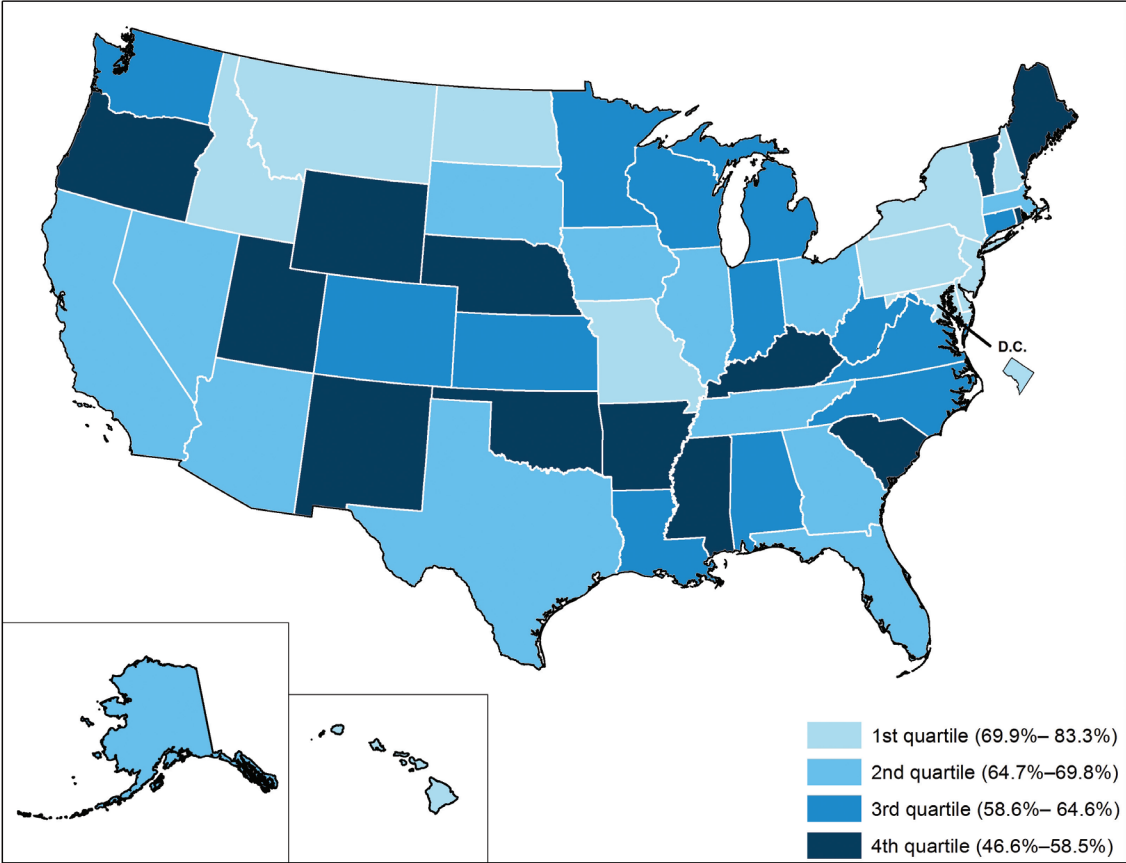 D.C.
1st quartile (69.9%– 83.3%)
2nd quartile (64.7%–69.8%)
3rd quartile (58.6%– 64.6%)
4th quartile (46.6%–58.5%)